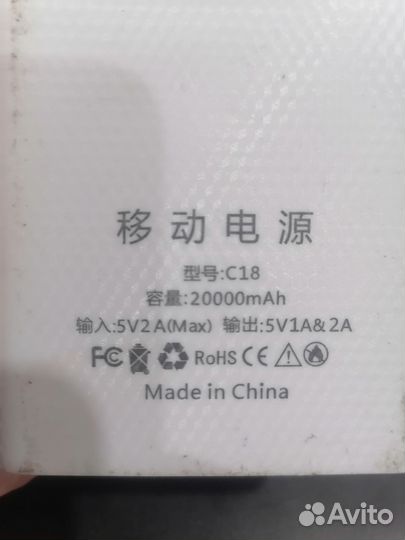 移动电源
型号:C18
容量:20000mAh
输入:5V2A(Max) 输出:5V1A&2A
FC RoHS CE
Made in China
Avito